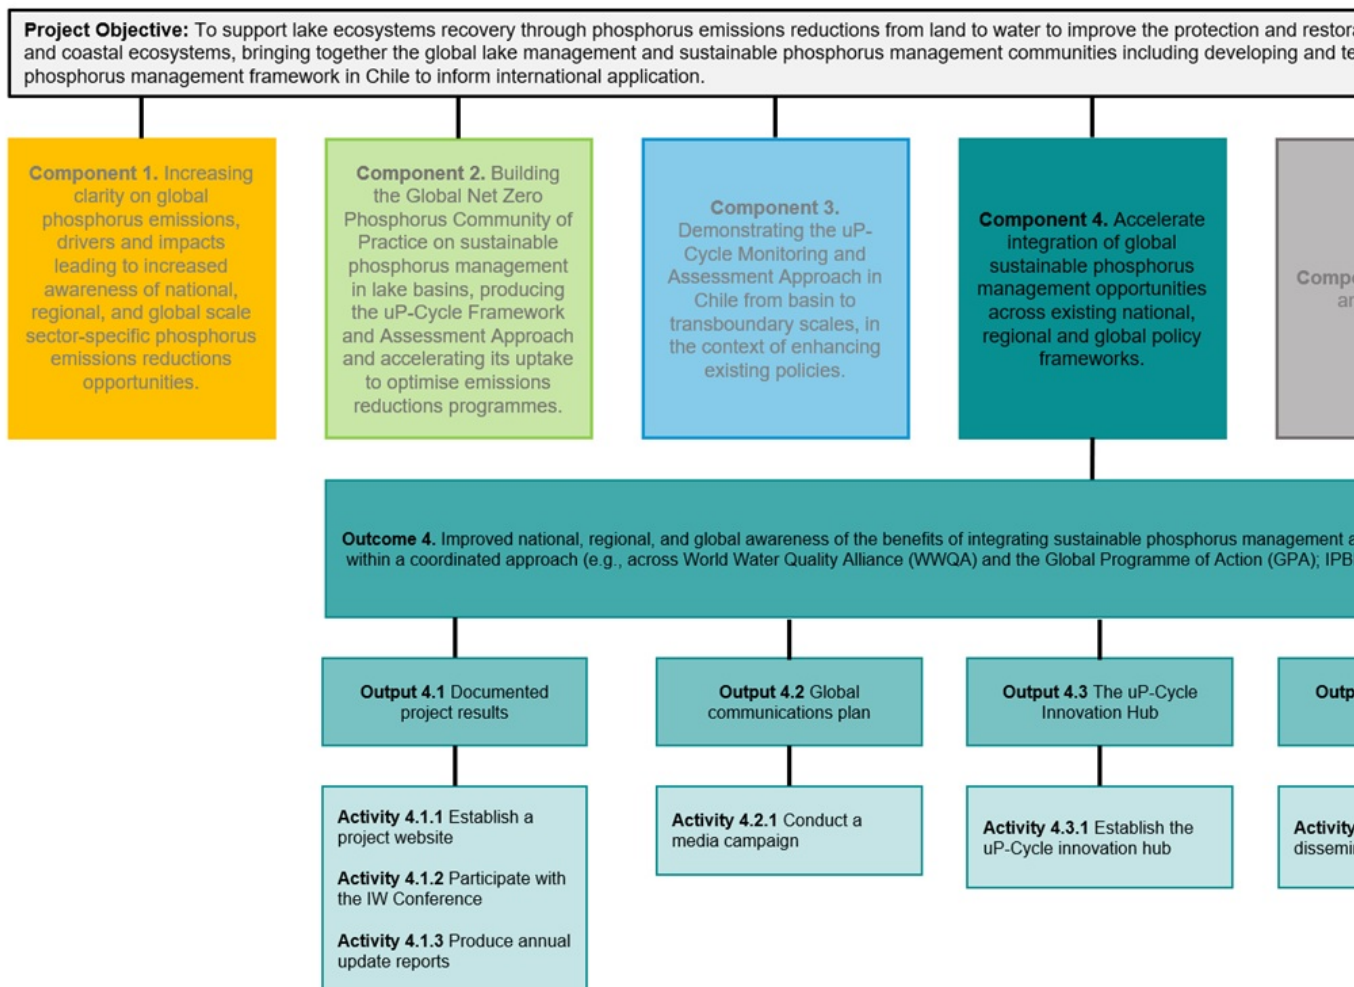 Project Objective: To support lake ecosystems recovery through phosphorus emissions reductions from land to water to improve the protection and
and coastal ecosystems, bringing together the global lake management and sustainable phosphorus management communities including developing and
phosphorus management framework in Chile to inform international application.
Component 1. Increasing
clarity on global
phosphorus emissions,
drivers and impacts
leading to increased
awareness of national,
regional, and global scale
sector-specific phosphorus
emissions reductions
opportunities.
Component 2. Building
the Global Net Zero
Phosphorus Community of
Practice on sustainable
phosphorus management
in lake basins, producing
the uP-Cycle Framework
and Assessment Approach
and accelerating its uptake
to optimise emissions
reductions programmes.
Component 3.
Demonstrating the uP-
Cycle Monitoring and
Assessment Approach in
Chile from basin to
transboundary scales, in
the context of enhancing
existing policies.
Component 4. Accelerate
integration of global
sustainable phosphorus
management opportunities
across existing national,
regional and global policy
frameworks.
Outcome 4. Improved national, regional, and global awareness of the benefits of integrating sustainable phosphorus management
within a coordinated approach (e.g., across World Water Quality Alliance (WWQA) and the Global Programme of Action (GPA);
Output 4.1 Documented
project results
Output 4.2 Global
communications plan
Output 4.3 The uP-Cycle
Innovation Hub
Activity 4.1.1 Establish a
project website
Activity 4.1.2 Participate with
the IW Conference
Activity 4.1.3 Produce annual
update reports
Activity 4.2.1 Conduct a
media campaign
Activity 4.3.1 Establish the
uP-Cycle innovation hub
Activity